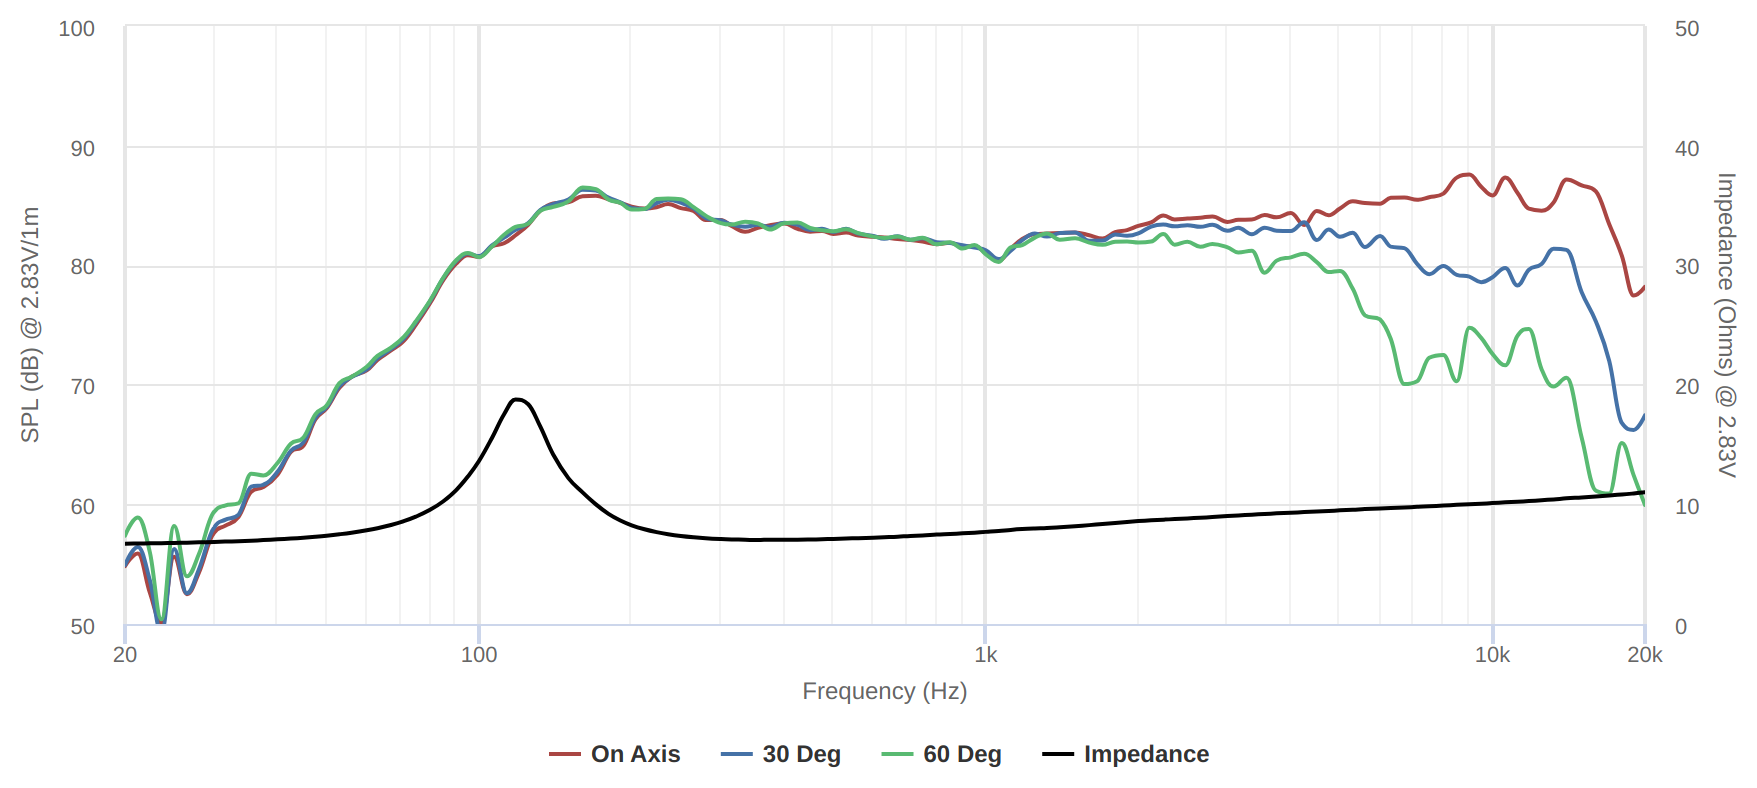 100
90
80
70
60
50
SPL (dB) @ 2.83V/1m
50
40
30
20
10
0
Impedance (Ohms) @ 2.83V
20
100
1k
10k
20k
Frequency (Hz)
On Axis
30 Deg
60 Deg
Impedance